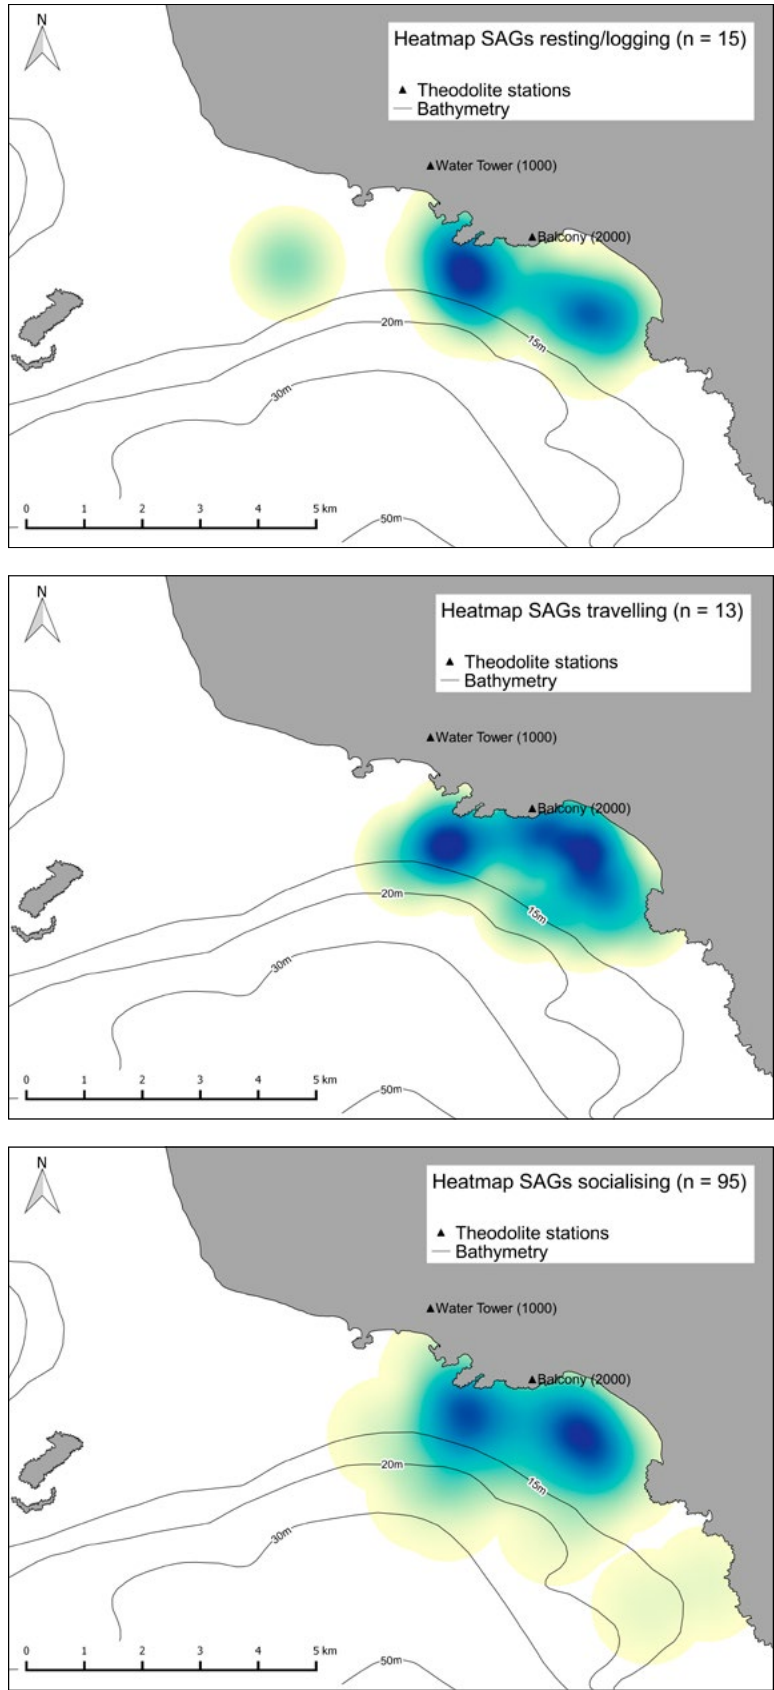 N
Heatmap SAGs resting/logging (n = 15)
Theodolite stations
Bathymetry
Water Tower (1000)
Balcony (2000)
20m
15m
30m
0 1 2 3 4 5 km
50m
N
Heatmap SAGs travelling (n = 13)
Theodolite stations
Bathymetry
Water Tower (1000)
Balcony (2000)
20m
15m
30m
0 1 2 3 4 5 km
50m
N
Heatmap SAGs socialising (n = 95)
Theodolite stations
Bathymetry
Water Tower (1000)
Balcony (2000)
20m
15m
30m
0 1 2 3 4 5 km
50m